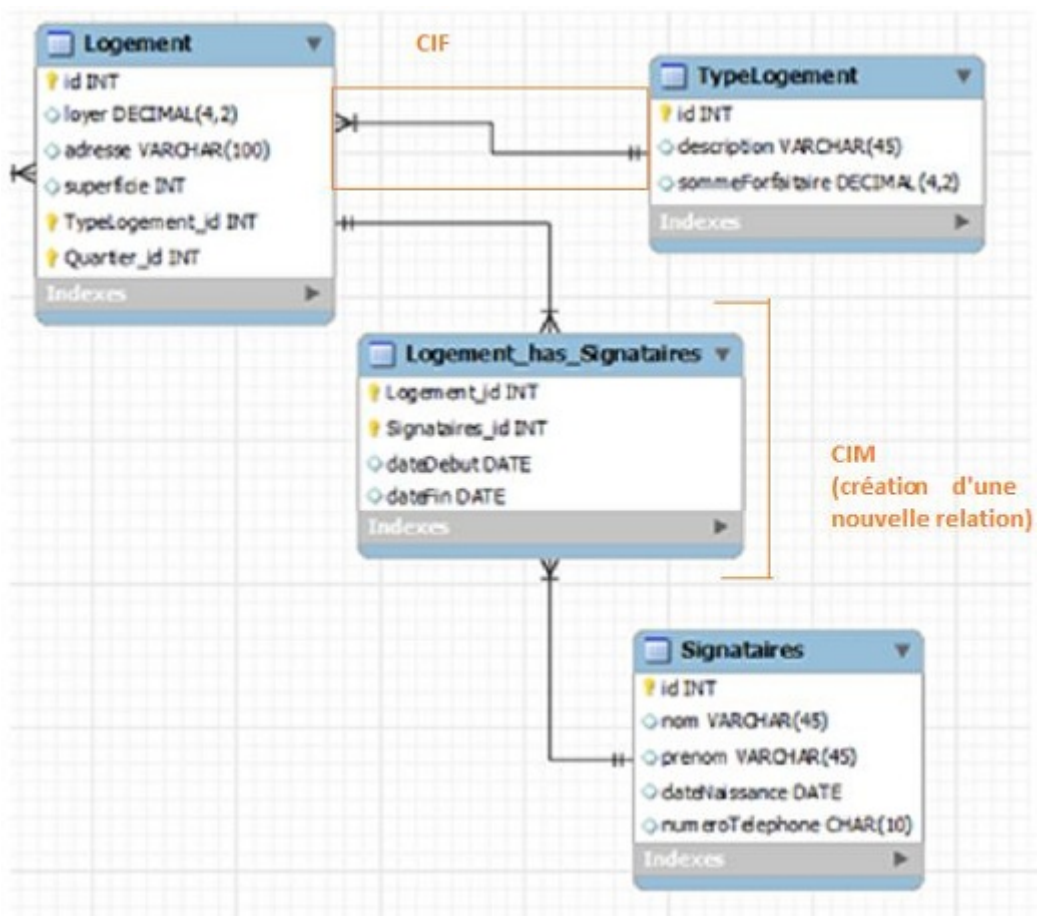 Logement
id INT
loyer DECIMAL(4,2)
adresse VARCHAR(100)
superficie INT
TypeLogement_id INT
Quartier_id INT
Indexes
CIF
TypeLogement
id INT
description VARCHAR(45)
sommeForfaitaire DECIMAL(4,2)
Indexes
Logement_has_Signataires
Logement_id INT
Signataires_id INT
dateDebut DATE
dateFin DATE
Indexes
CIM
(création d'une
nouvelle relation)
Signataires
id INT
nom VARCHAR(45)
prenom VARCHAR(45)
dateNaissance DATE
numeroTelephone CHAR(10)
Indexes